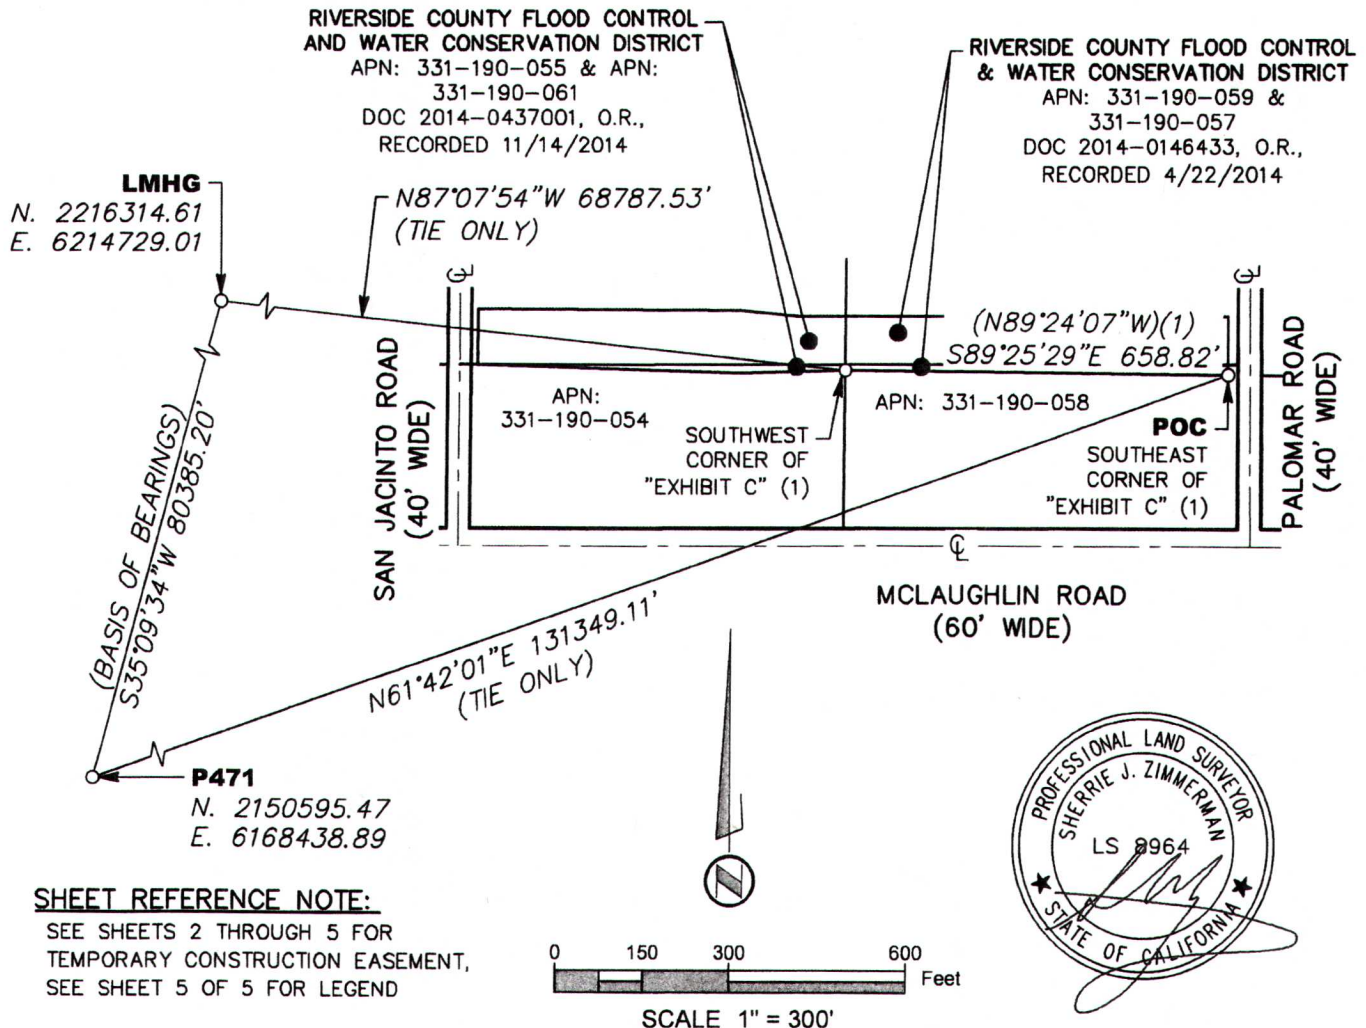 RIVERSIDE COUNTY FLOOD CONTROL
AND WATER CONSERVATION DISTRICT
APN: 331-190-055 & APN:
331-190-061
DOC 2014-0437001, O.R.,
RECORDED 11/14/2014
RIVERSIDE COUNTY FLOOD CONTROL
& WATER CONSERVATION DISTRICT
APN: 331-190-059 &
331-190-057
DOC 2014-0146433, O.R.,
RECORDED 4/22/2014
LMHG
N. 2216314.61
E. 6214729.01
N87°07'54"W 68787.53'
(TIE ONLY)
(N89°24'07"W)(1)
S89°25'29"E 658.82'
SAN JACINTO ROAD
(40' WIDE)
APN:
331-190-054
APN: 331-190-058
SOUTHWEST
CORNER OF
"EXHIBIT C" (1)
POC
SOUTHEAST
CORNER OF
"EXHIBIT C" (1)
PALOMAR ROAD
(40' WIDE)
(BASIS OF BEARINGS)
S35°09'34"W 80385.20'
N61°42'01"E 131349.11'
(TIE ONLY)
MCLAUGHLIN ROAD
(60' WIDE)
P471
N. 2150595.47
E. 6168438.89
N
SHEET REFERENCE NOTE:
SEE SHEETS 2 THROUGH 5 FOR
TEMPORARY CONSTRUCTION EASEMENT,
SEE SHEET 5 OF 5 FOR LEGEND
0 150 300 600
Feet
SCALE 1" = 300'
PROFESSIONAL LAND SURVEYOR
SHERRIE J. ZIMMERMAN
LS 8964
STATE OF CALIFORNIA